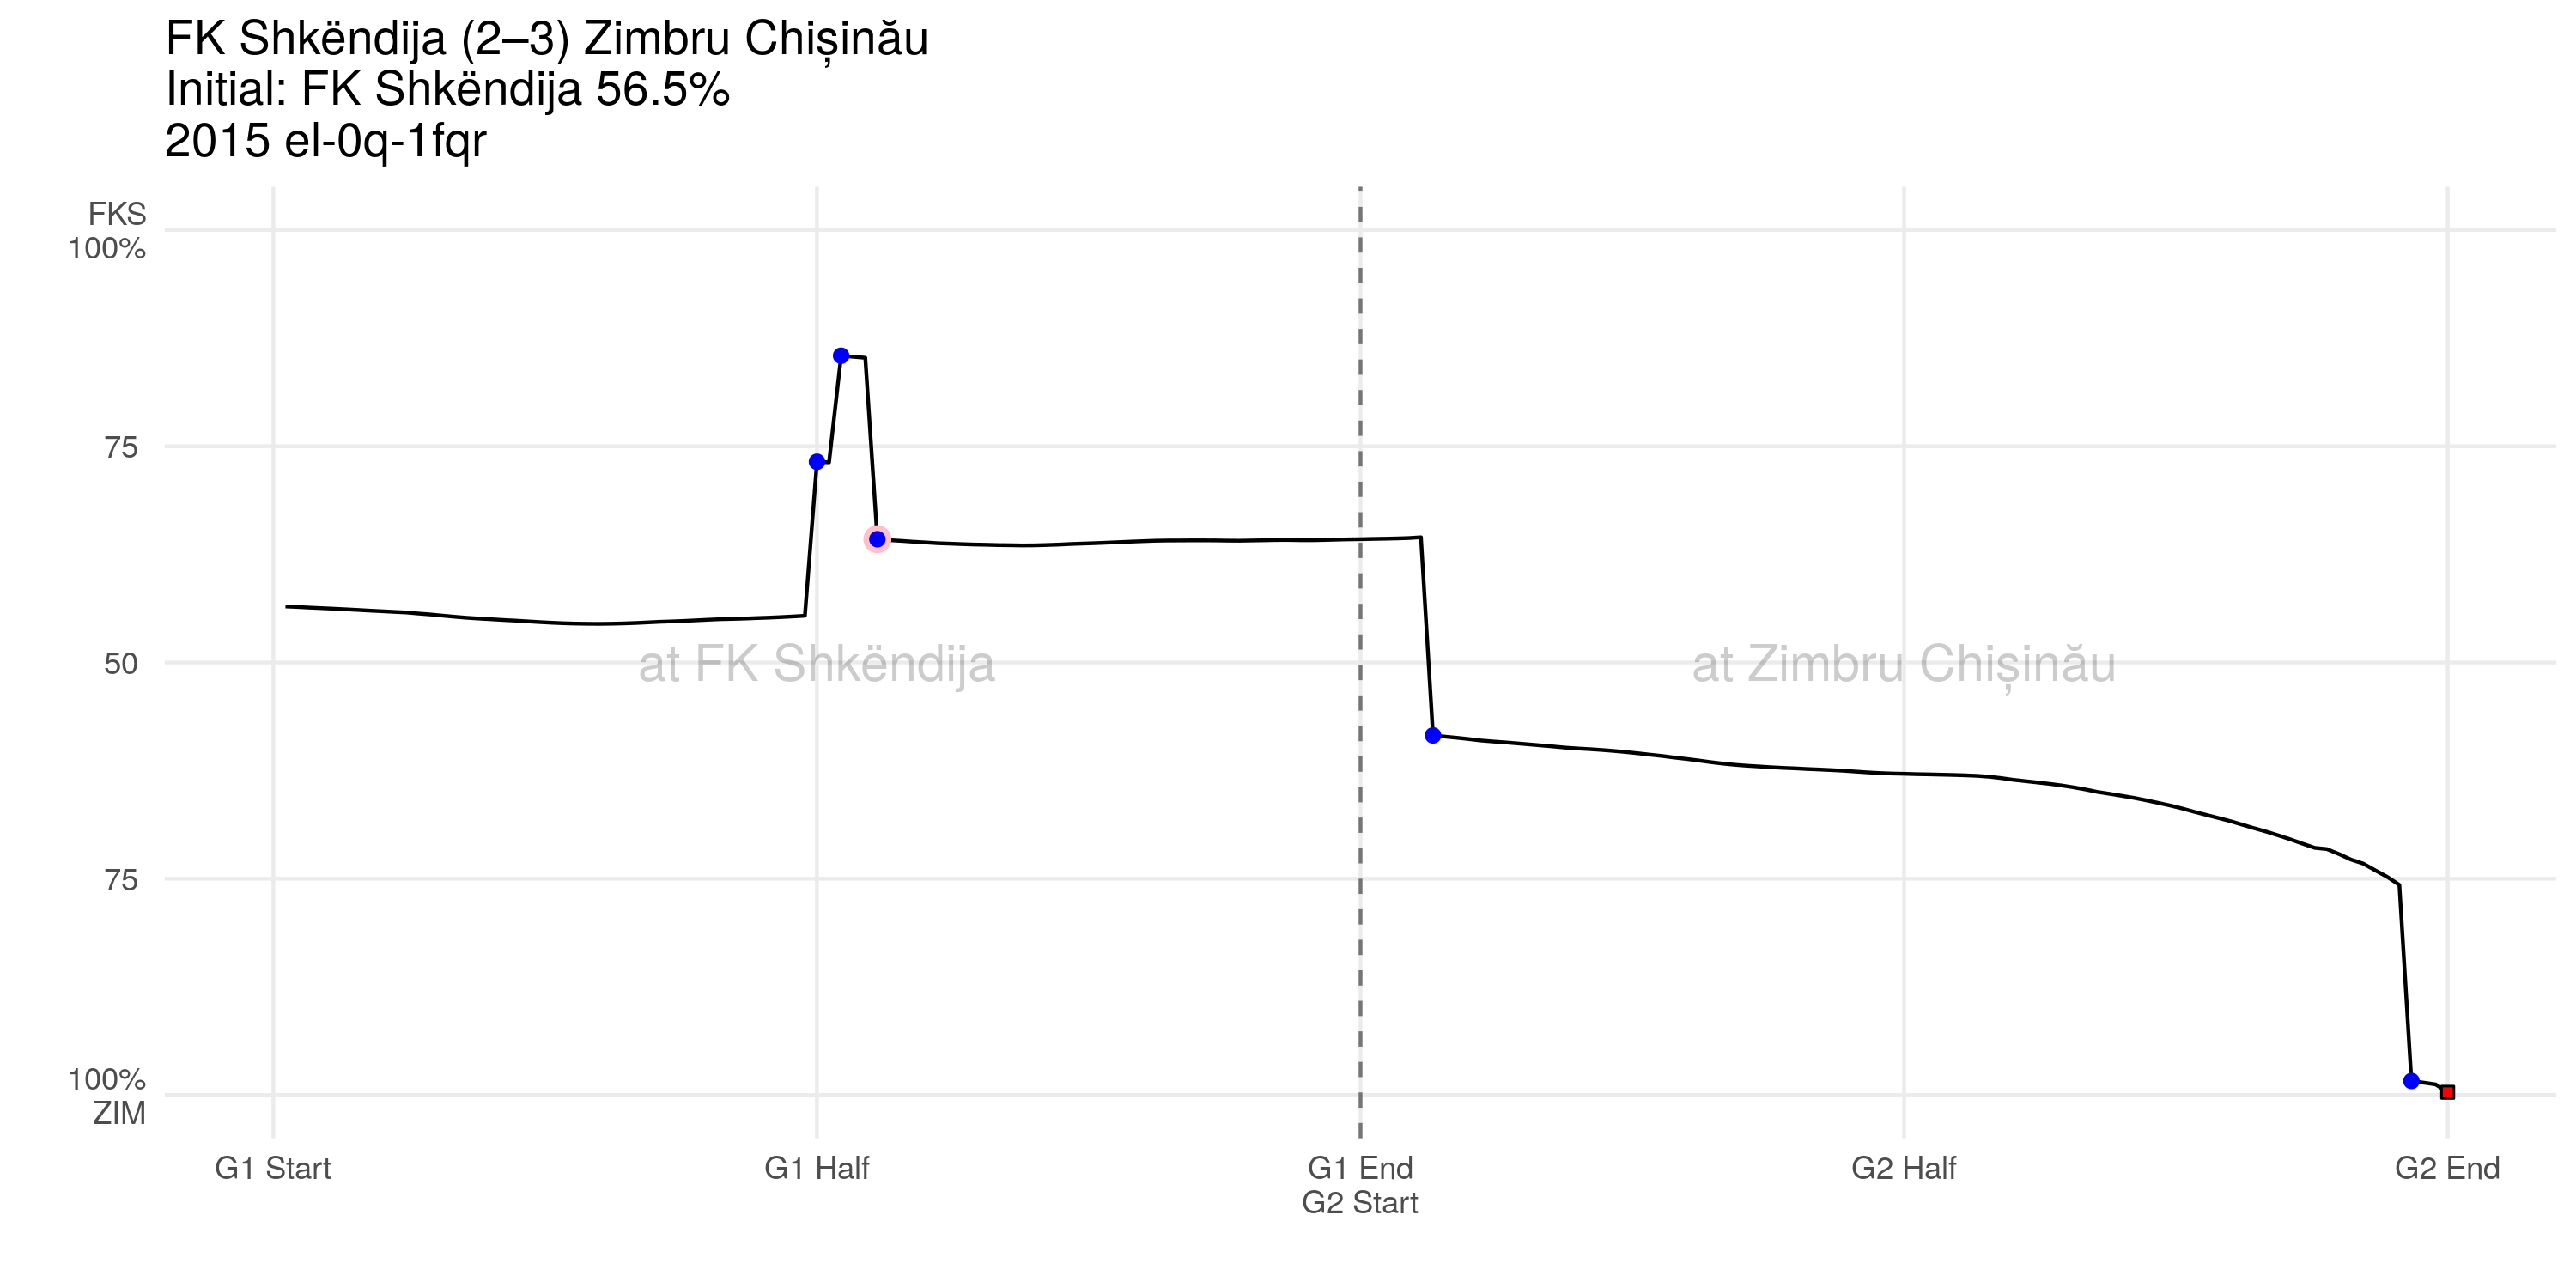 FK Shkëndija (2–3) Zimbru Chișinău
Initial: FK Shkëndija 56.5%
2015 el-0q-1fqr
FKS
100%
75
50
75
100%
ZIM
at FK Shkëndija
at Zimbru Chișinău
G1 Start
G1 Half
G1 End
G2 Start
G2 Half
G2 End